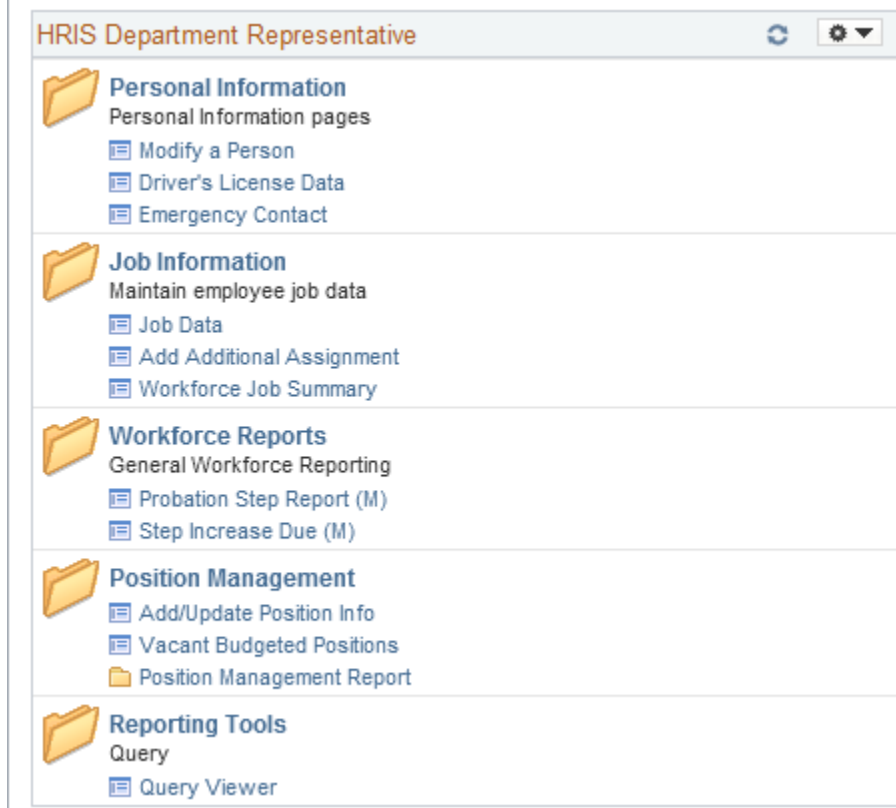 HRIS Department Representative
Personal Information
Personal Information pages
Modify a Person
Driver's License Data
Emergency Contact
Job Information
Maintain employee job data
Job Data
Add Additional Assignment
Workforce Job Summary
Workforce Reports
General Workforce Reporting
Probation Step Report (M)
Step Increase Due (M)
Position Management
Add/Update Position Info
Vacant Budgeted Positions
Position Management Report
Reporting Tools
Query
Query Viewer